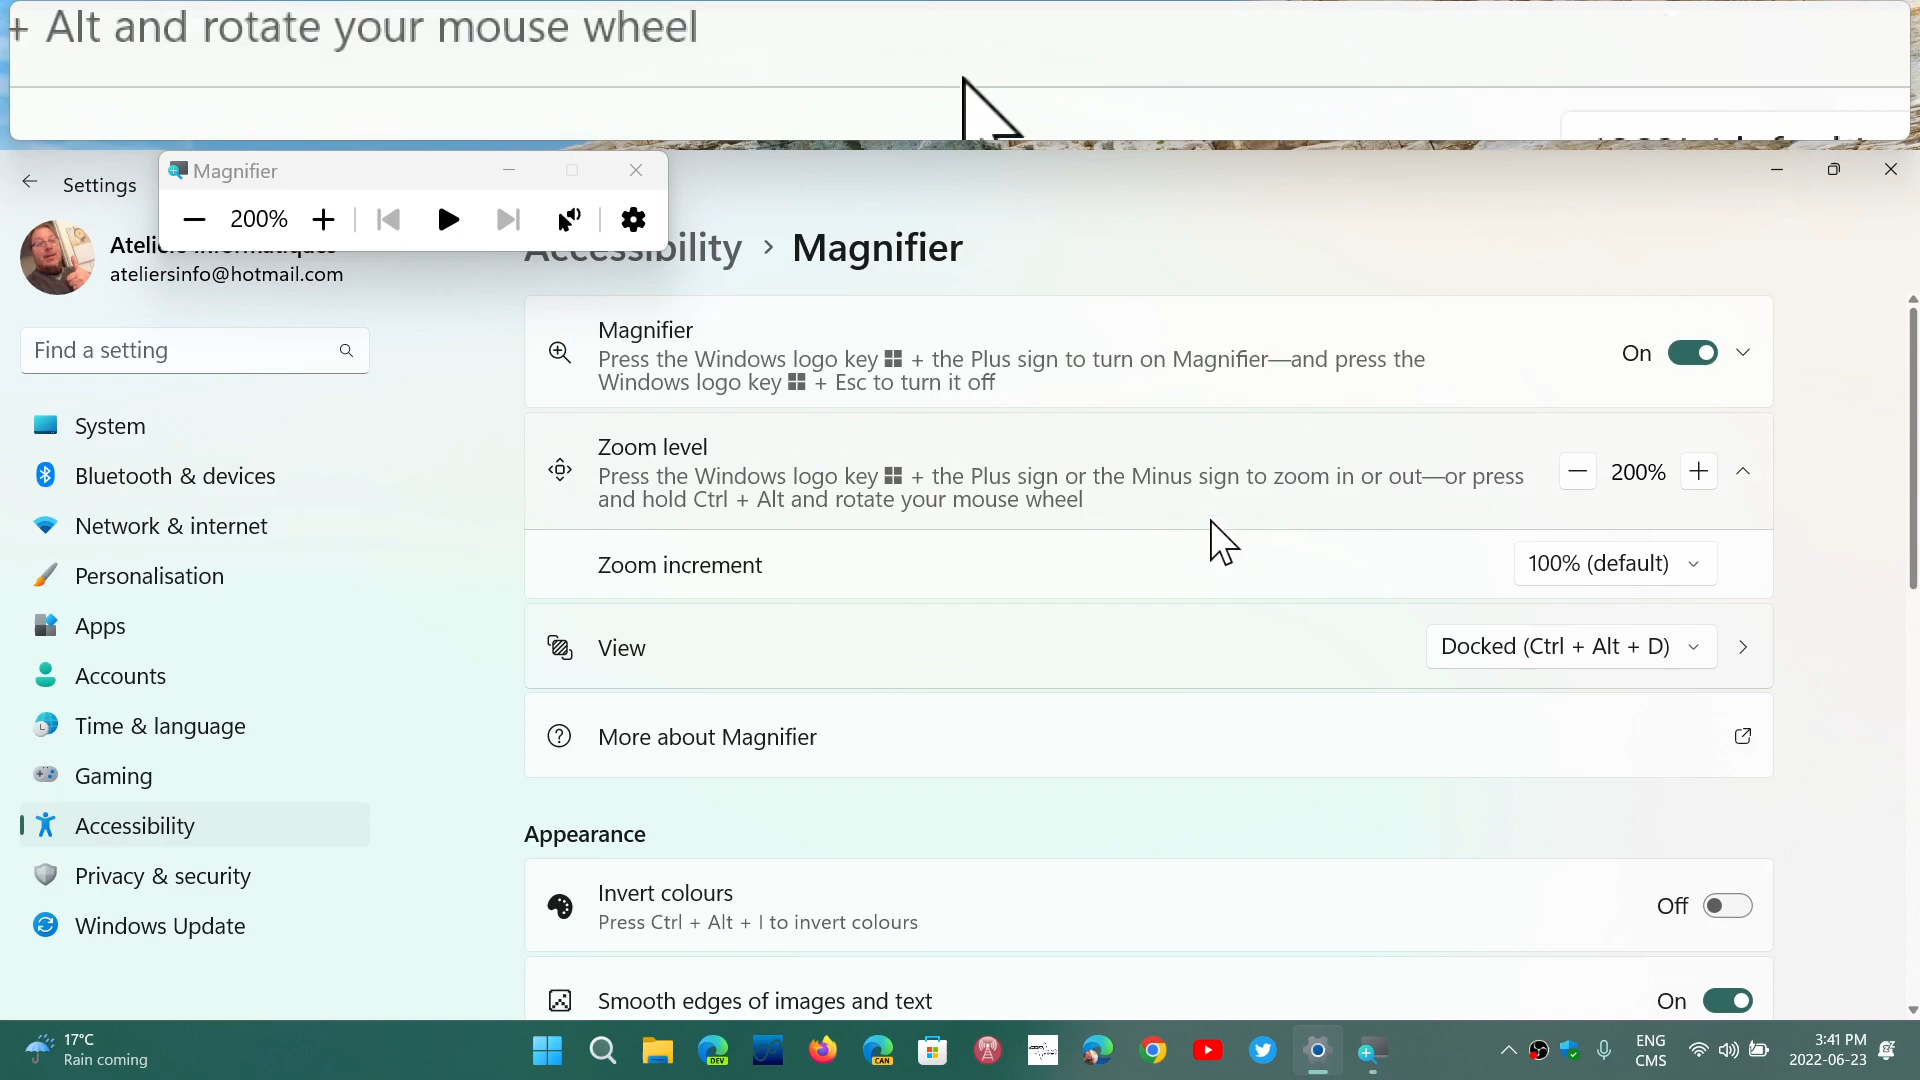 + Alt and rotate your mouse wheel
Magnifier
200%
Settings
ateliersinfo@hotmail.com
Find a setting
System
Bluetooth & devices
Network & internet
Personalisation
Apps
Accounts
Time & language
Gaming
Accessibility
Privacy & security
Windows Update
Accessibility > Magnifier
Magnifier
Press the Windows logo key + the Plus sign to turn on Magnifier—and press the
Windows logo key + Esc to turn it off
On
Zoom level
Press the Windows logo key + the Plus sign or the Minus sign to zoom in or out—or press
and hold Ctrl + Alt and rotate your mouse wheel
200%
Zoom increment
100% (default)
View
Docked (Ctrl + Alt + D)
More about Magnifier
Appearance
Invert colours
Press Ctrl + Alt + I to invert colours
Off
Smooth edges of images and text
On
17°C
Rain coming
DEV
CAN
ENG
CMS
3:41 PM
2022-06-23